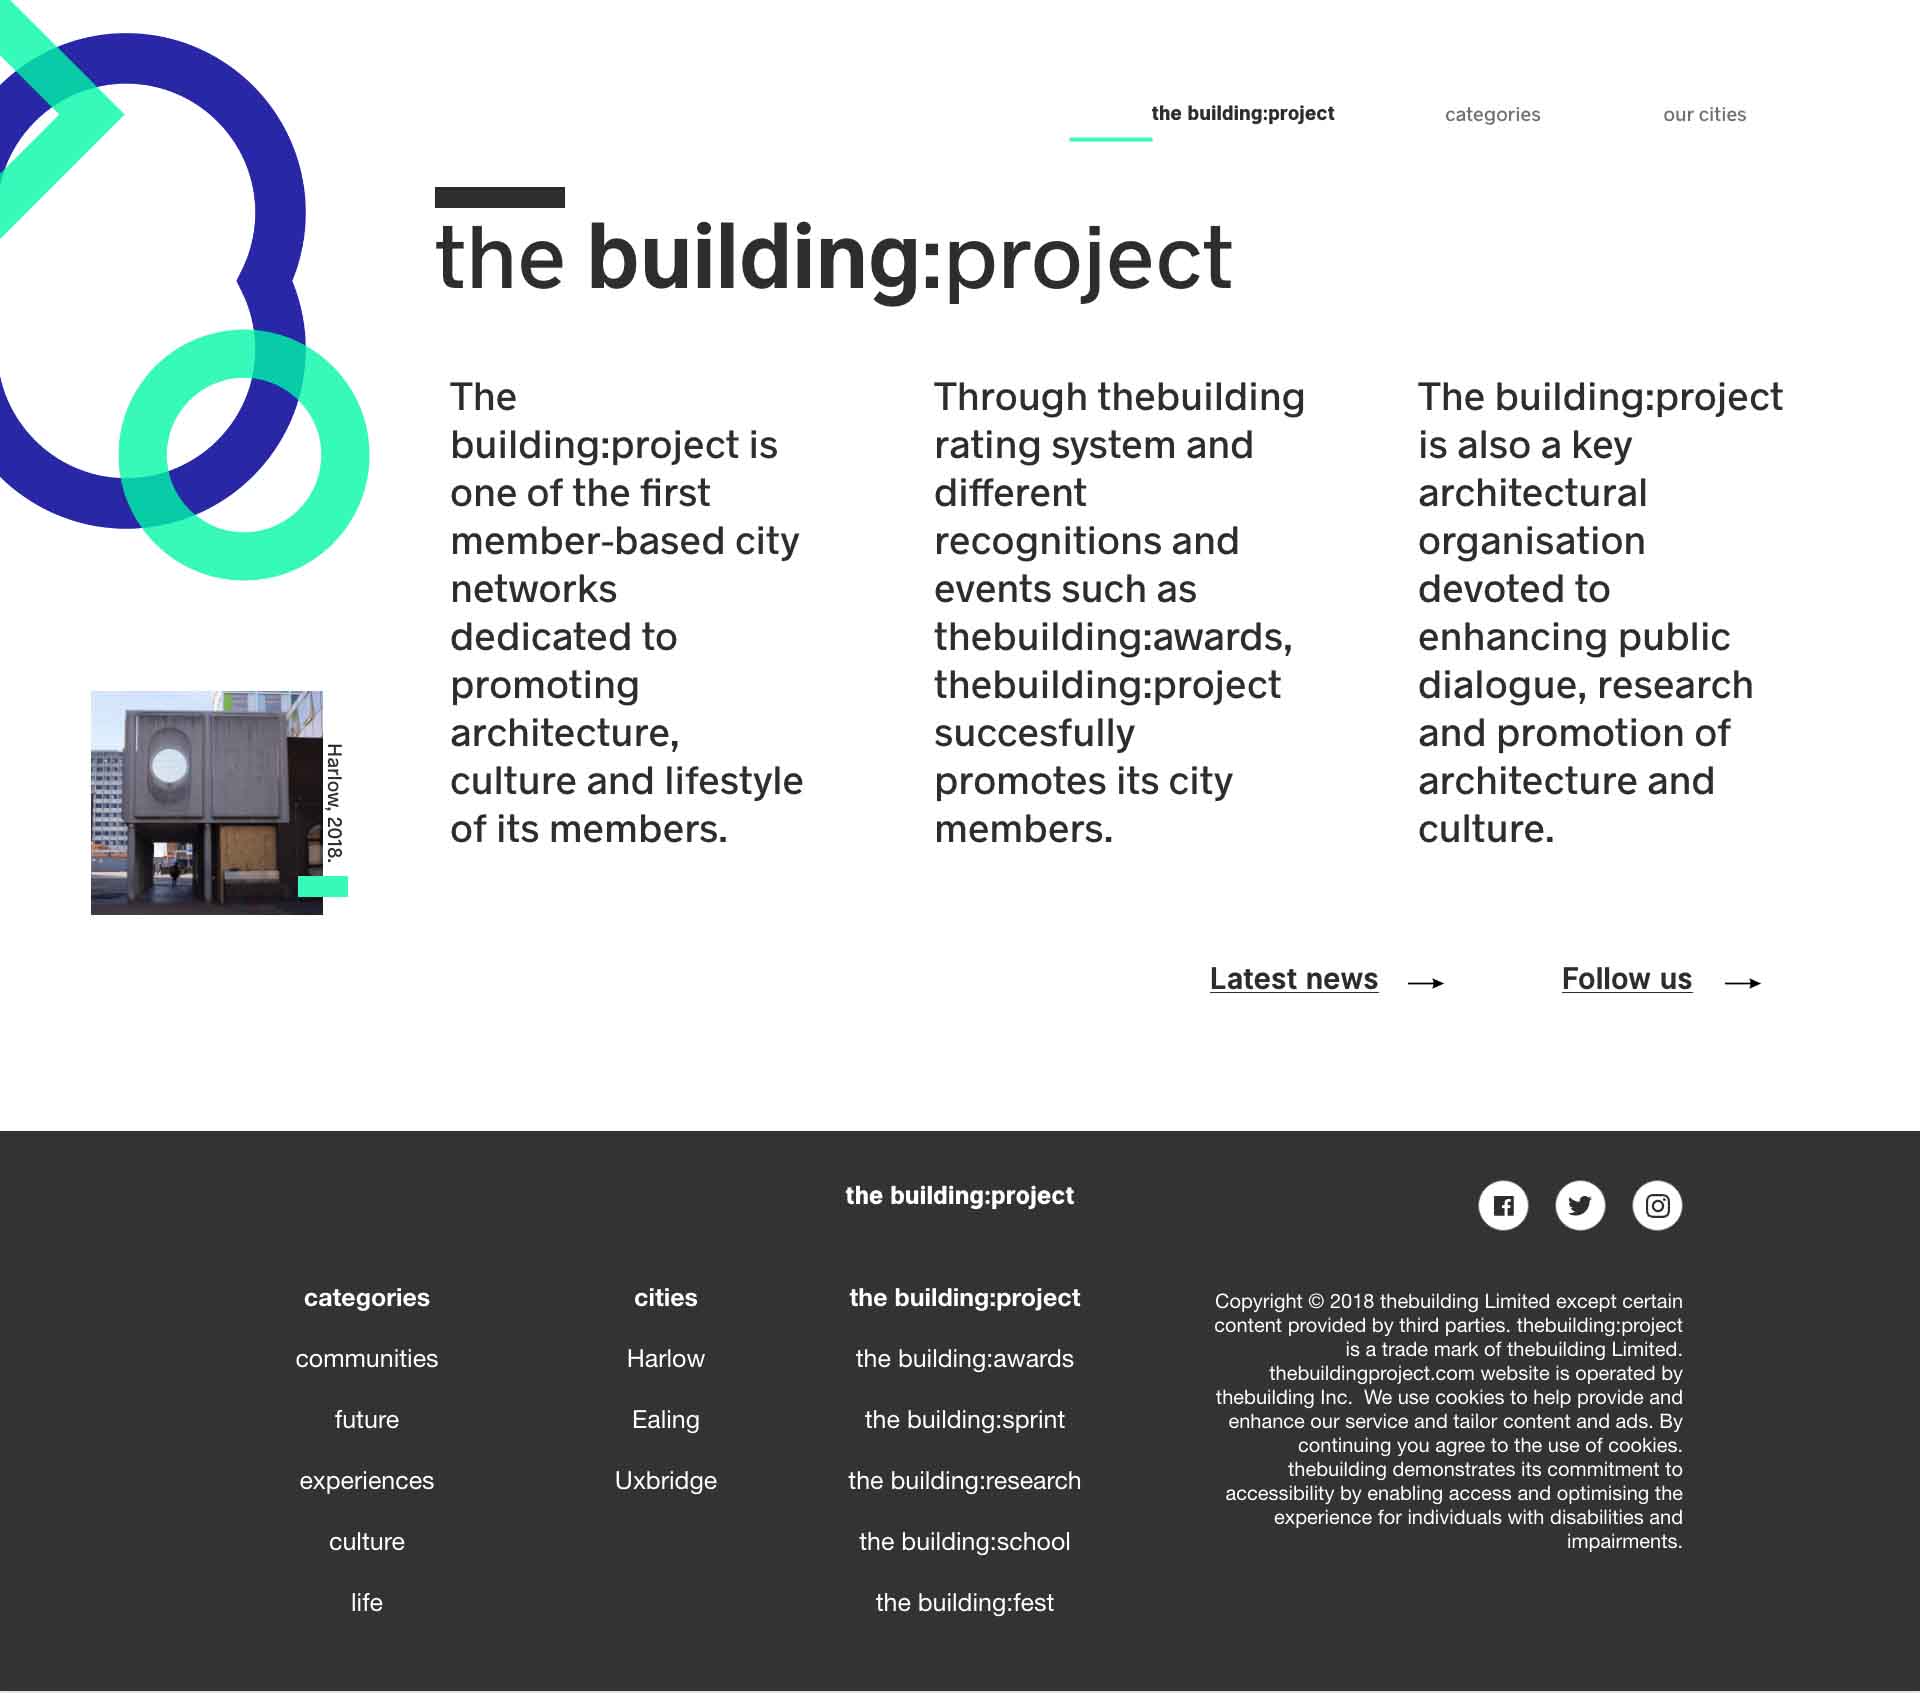 the building:project
categories
our cities
the building:project
The
building:project is
one of the first
member-based city
networks
dedicated to
promoting
architecture,
culture and lifestyle
of its members.
Through thebuilding
rating system and
different
recognitions and
events such as
thebuilding:awards,
thebuilding:project
succesfully
promotes its city
members.
The building:project
is also a key
architectural
organisation
devoted to
enhancing public
dialogue, research
and promotion of
architecture and
culture.
Harlow, 2018.
Latest news
Follow us
the building:project
categories
communities
future
experiences
culture
life
cities
Harlow
Ealing
Uxbridge
the building:project
the building:awards
the building:sprint
the building:research
the building:school
the building:fest
Copyright © 2018 thebuilding Limited except certain
content provided by third parties. thebuilding:project
is a trade mark of thebuilding Limited.
thebuildingproject.com website is operated by
thebuilding Inc.  We use cookies to help provide and
enhance our service and tailor content and ads. By
continuing you agree to the use of cookies.
thebuilding demonstrates its commitment to
accessibility by enabling access and optimising the
experience for individuals with disabilities and
impairments.